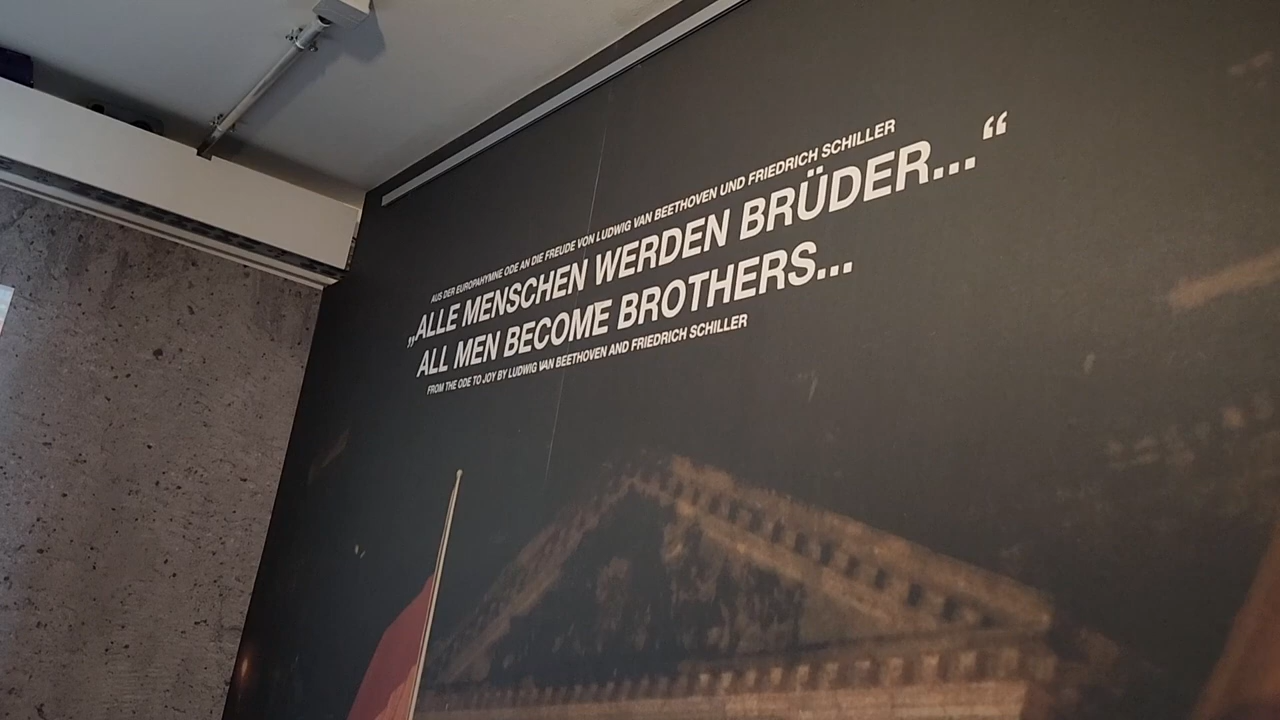 AUS DER EUROPAHYMNE ODE AN DIE FREUDE VON LUDWIG VAN BEETHOVEN UND FRIEDRICH SCHILLER
„ALLE MENSCHEN WERDEN BRÜDER...“
ALL MEN BECOME BROTHERS...
FROM THE ODE TO JOY BY LUDWIG VAN BEETHOVEN AND FRIEDRICH SCHILLER